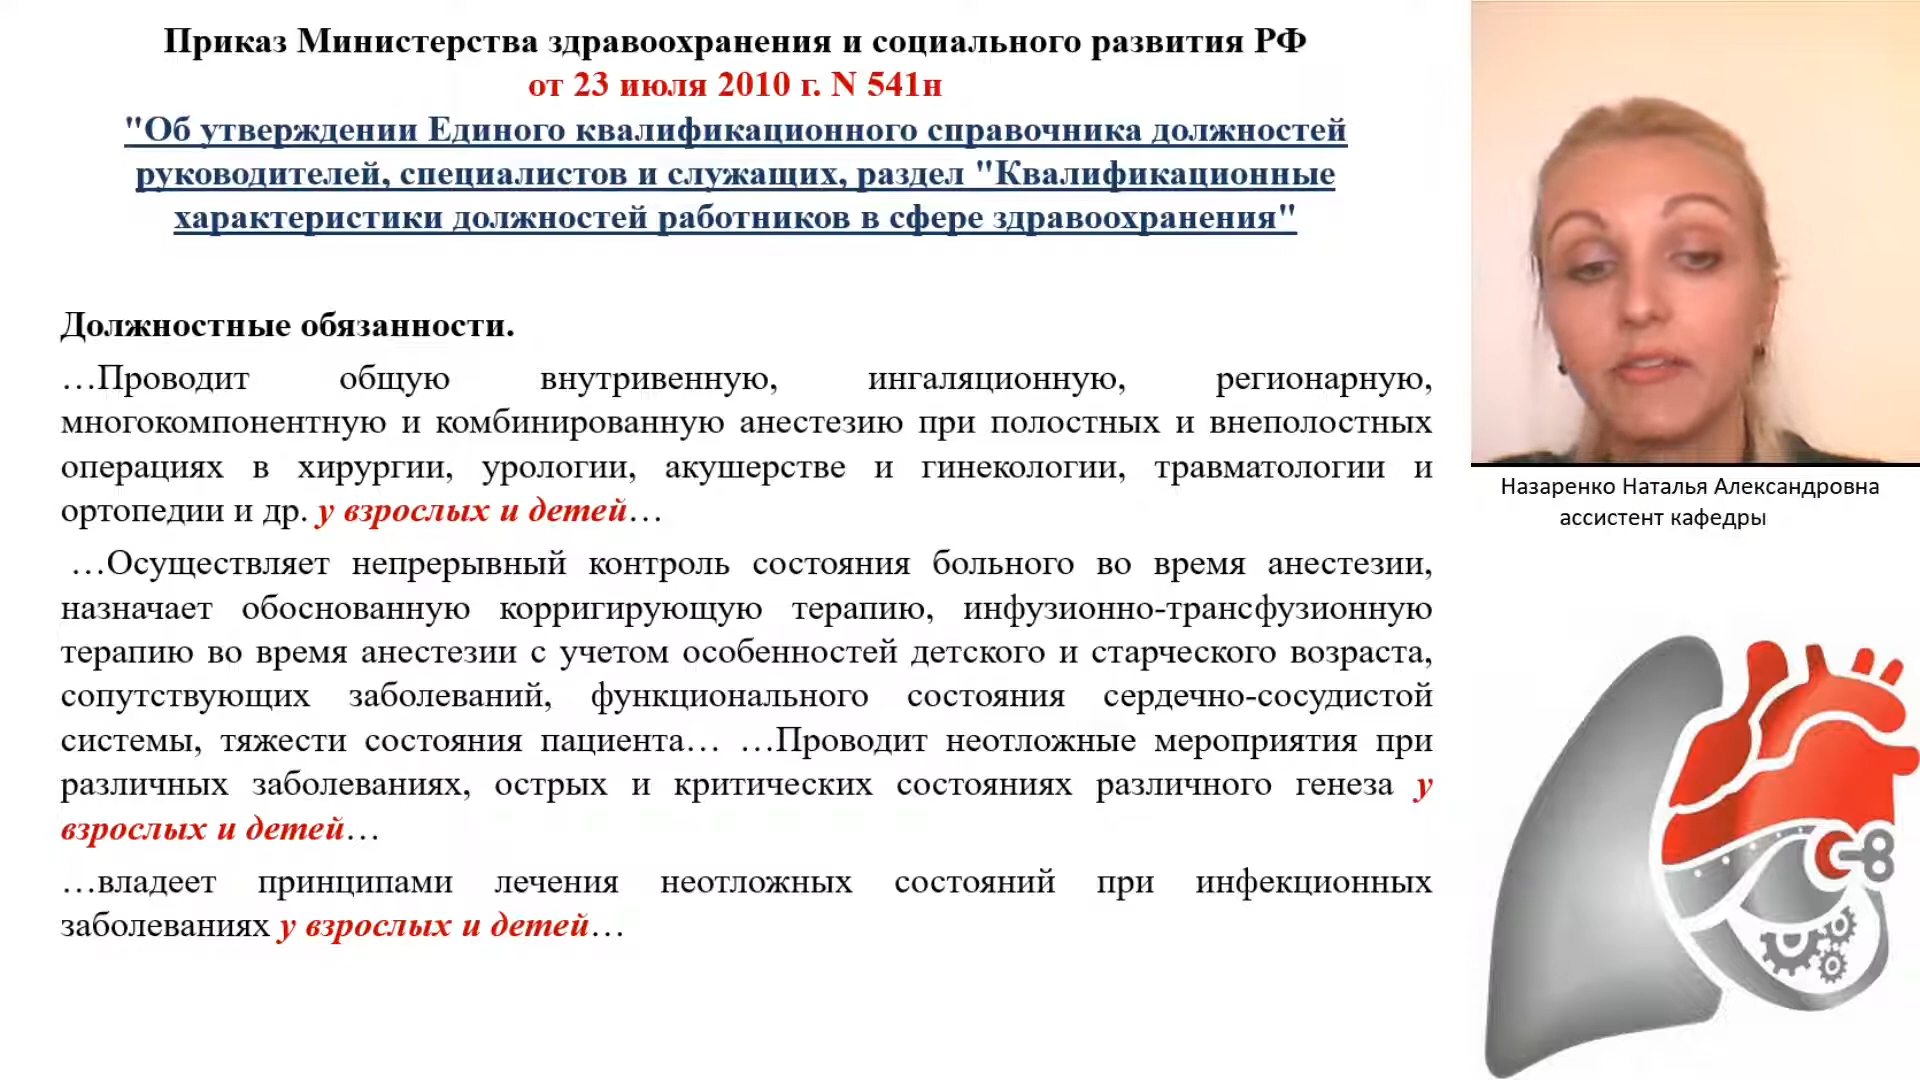 Приказ Министерства здравоохранения и социального развития РФ
от 23 июля 2010 г. N 541н
"Об утверждении Единого квалификационного справочника должностей
руководителей, специалистов и служащих, раздел "Квалификационные
характеристики должностей работников в сфере здравоохранения"
Должностные обязанности.
…Проводит общую внутривенную, ингаляционную, регионарную,
многокомпонентную и комбинированную анестезию при полостных и внеполостных
операциях в хирургии, урологии, акушерстве и гинекологии, травматологии и
ортопедии и др. у взрослых и детей…
…Осуществляет непрерывный контроль состояния больного во время анестезии,
назначает обоснованную корригирующую терапию, инфузионно-трансфузионную
терапию во время анестезии с учетом особенностей детского и старческого возраста,
сопутствующих заболеваний, функционального состояния сердечно-сосудистой
системы, тяжести состояния пациента… …Проводит неотложные мероприятия при
различных заболеваниях, острых и критических состояниях различного генеза у
взрослых и детей…
…владеет принципами лечения неотложных состояний при инфекционных
заболеваниях у взрослых и детей…
Назаренко Наталья Александровна
ассистент кафедры